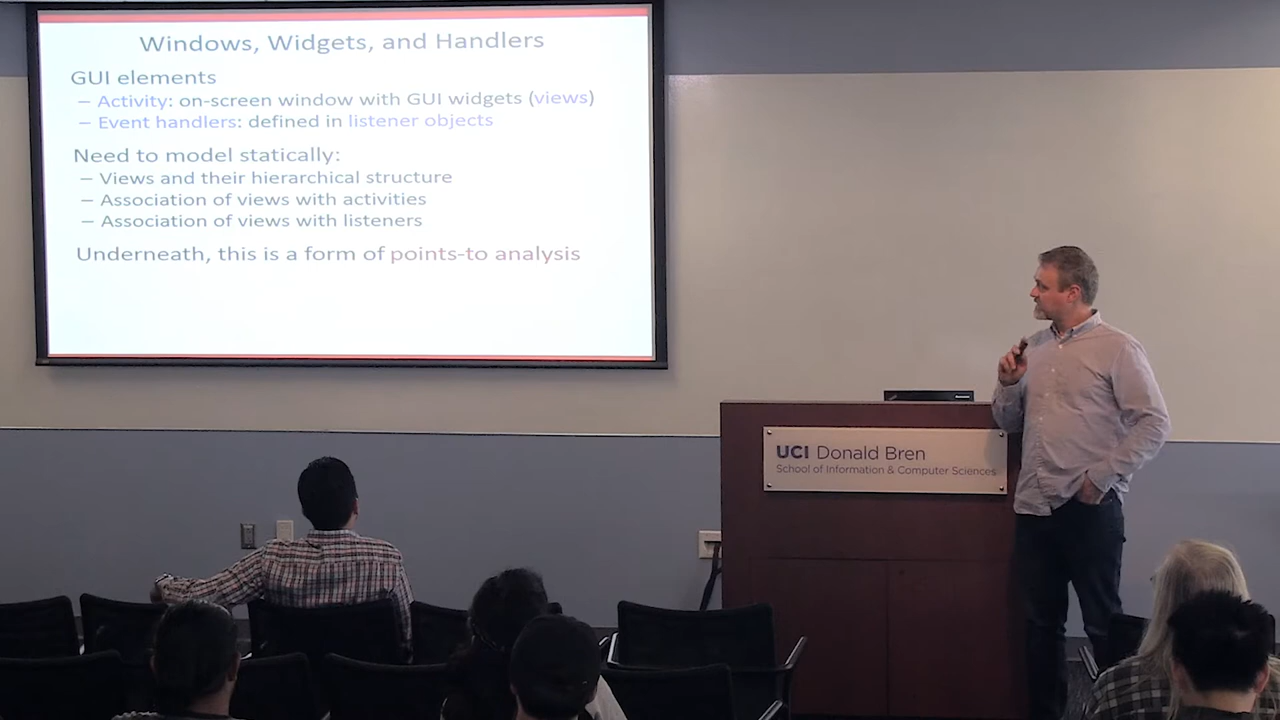 Windows, Widgets, and Handlers
GUI elements
– Activity: on-screen window with GUI widgets (views)
– Event handlers: defined in listener objects
Need to model statically:
– Views and their hierarchical structure
– Association of views with activities
– Association of views with listeners
Underneath, this is a form of points-to analysis
UCI Donald Bren
School of Information & Computer Sciences